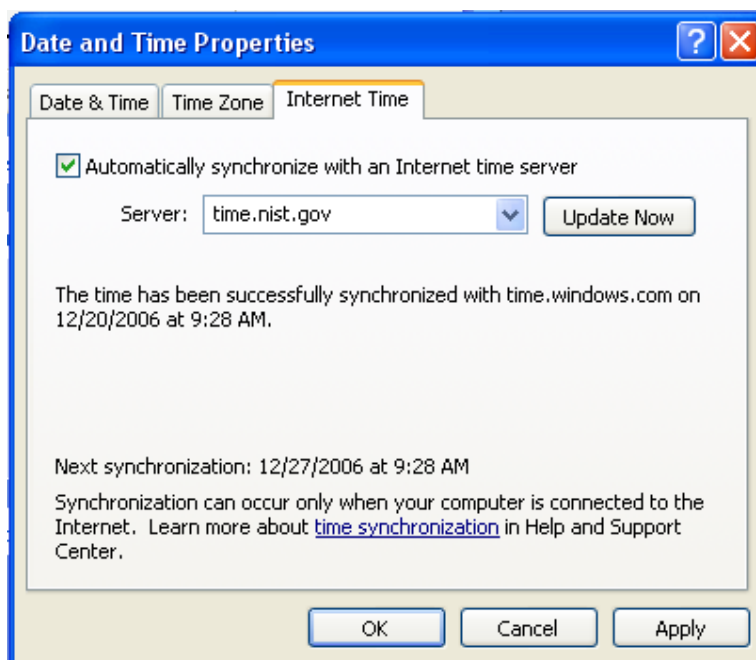 Date and Time Properties
Date & Time Time Zone Internet Time
Automatically synchronize with an Internet time server
Server: time.nist.gov Update Now
The time has been successfully synchronized with time.windows.com on
12/20/2006 at 9:28 AM.
Next synchronization: 12/27/2006 at 9:28 AM
Synchronization can occur only when your computer is connected to the
Internet. Learn more about time synchronization in Help and Support
Center.
OK Cancel Apply